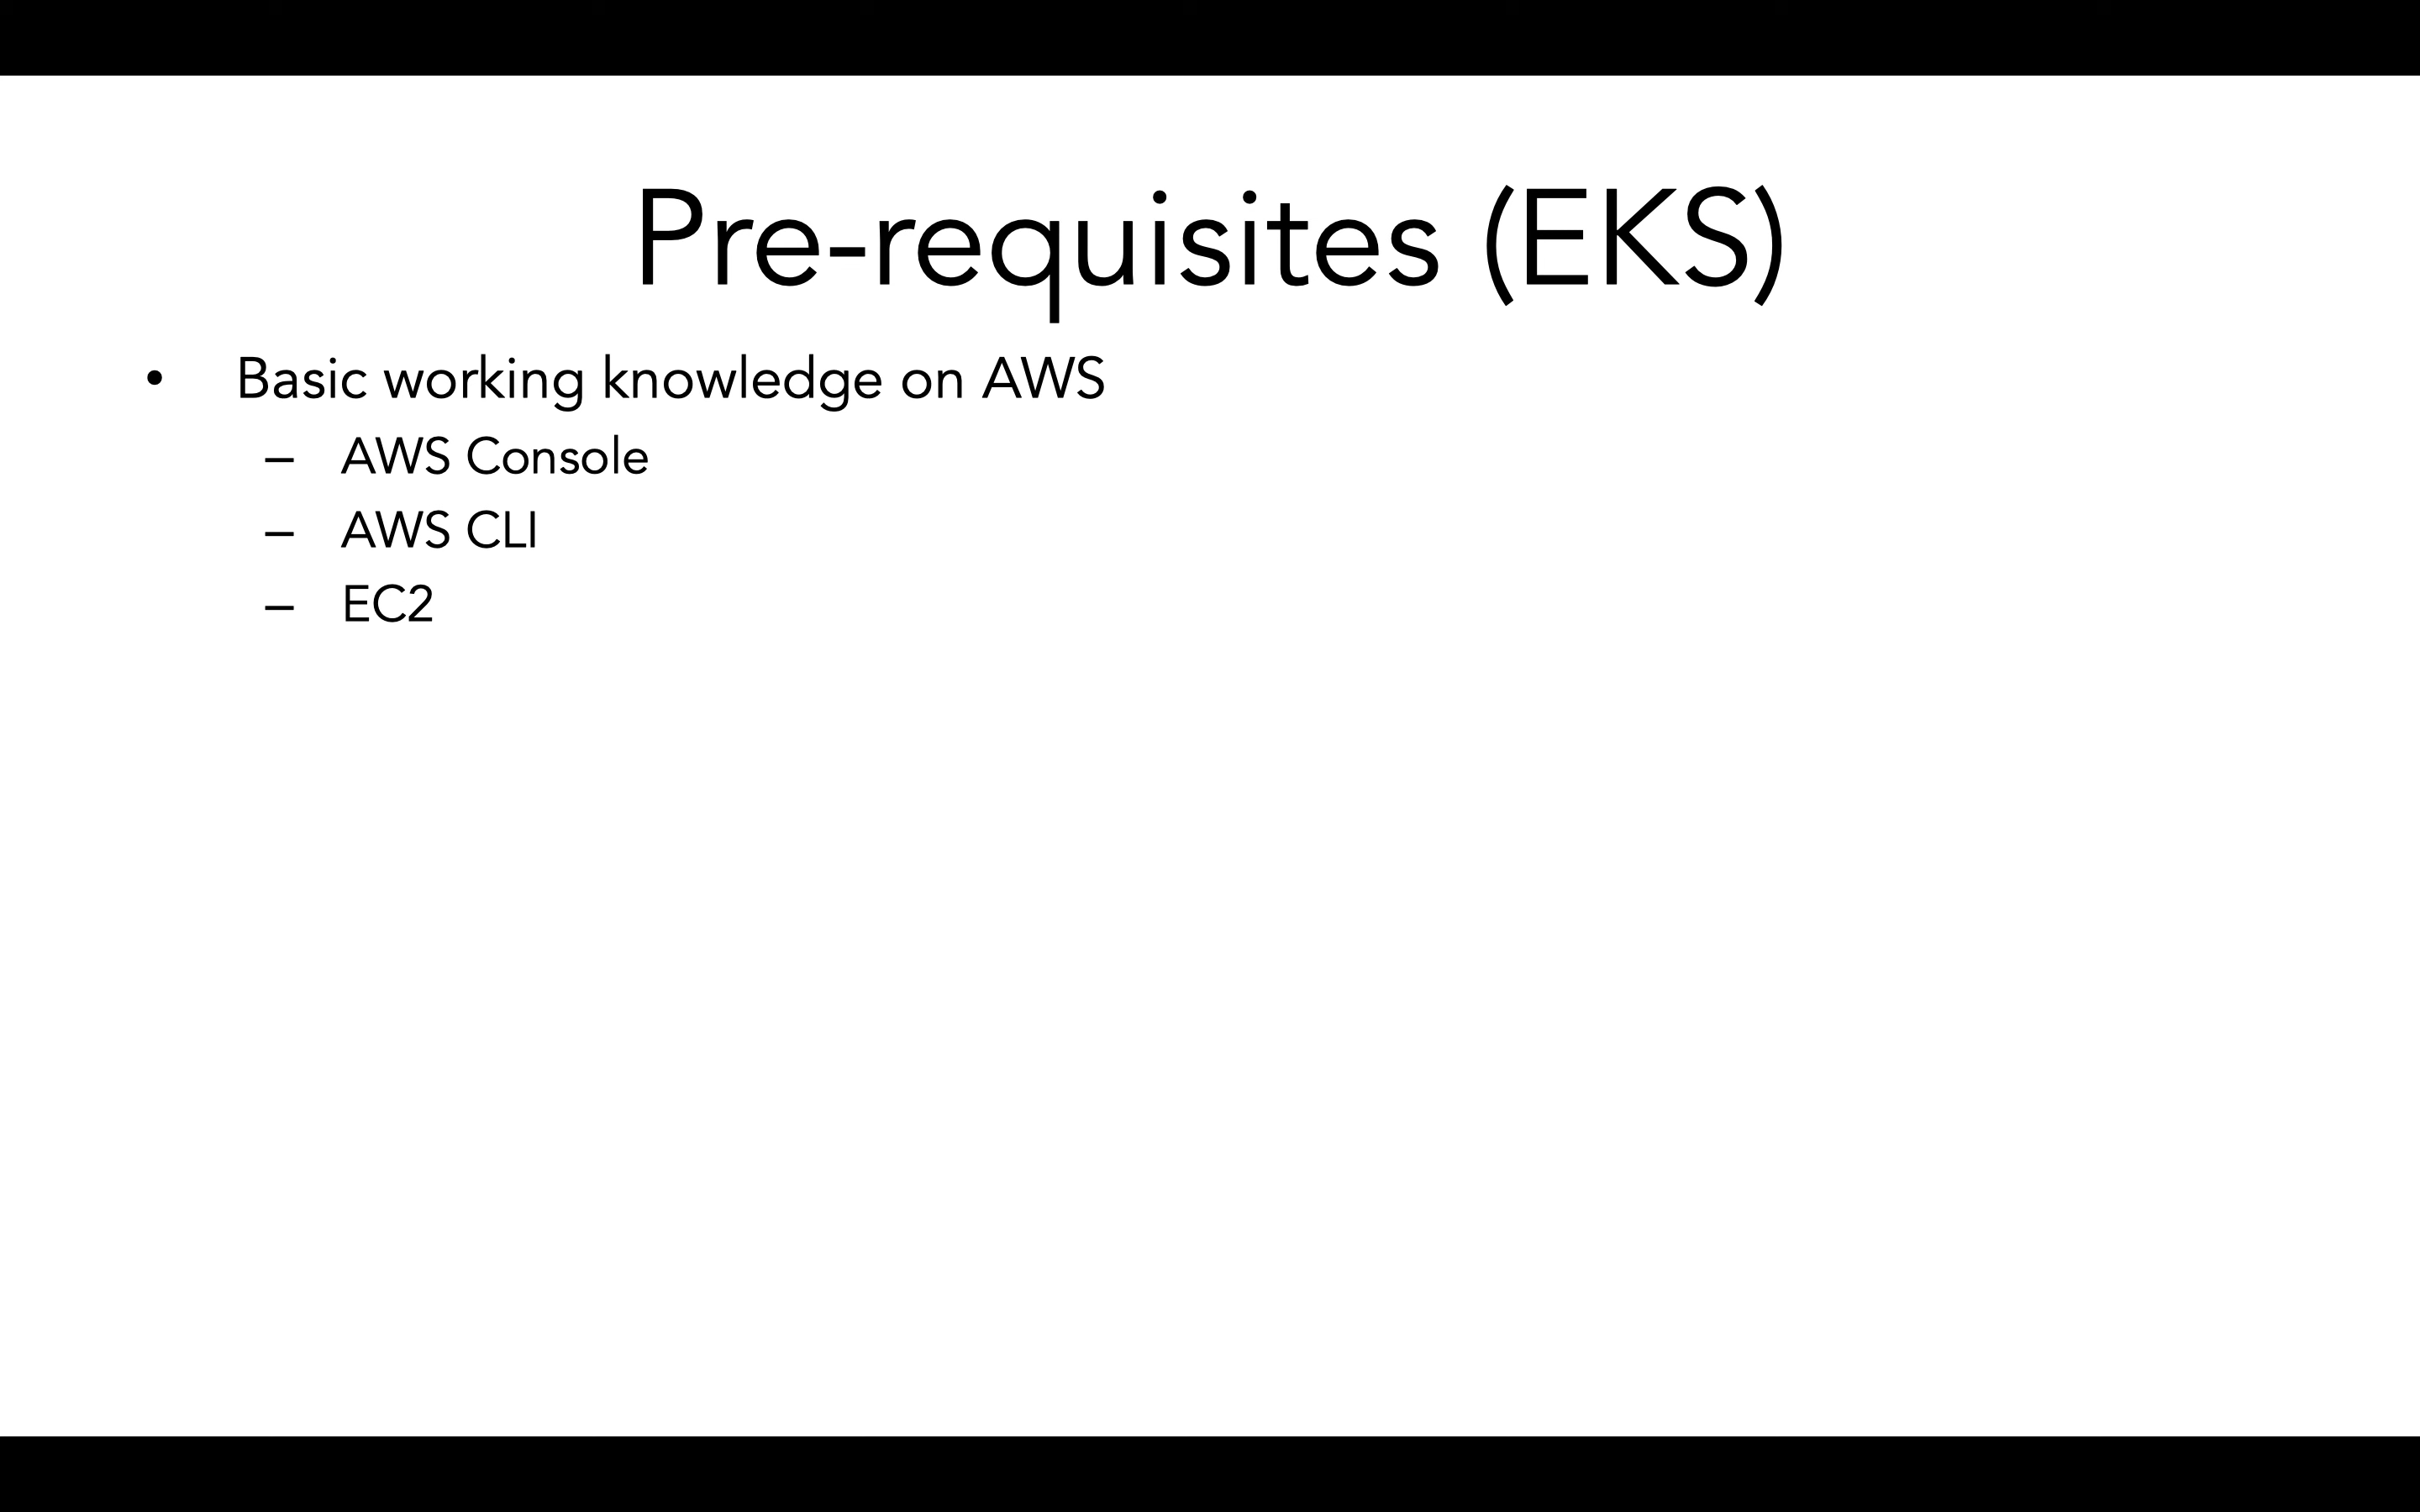 Pre-requisites (EKS)
• Basic working knowledge on AWS
– AWS Console
– AWS CLI
– EC2